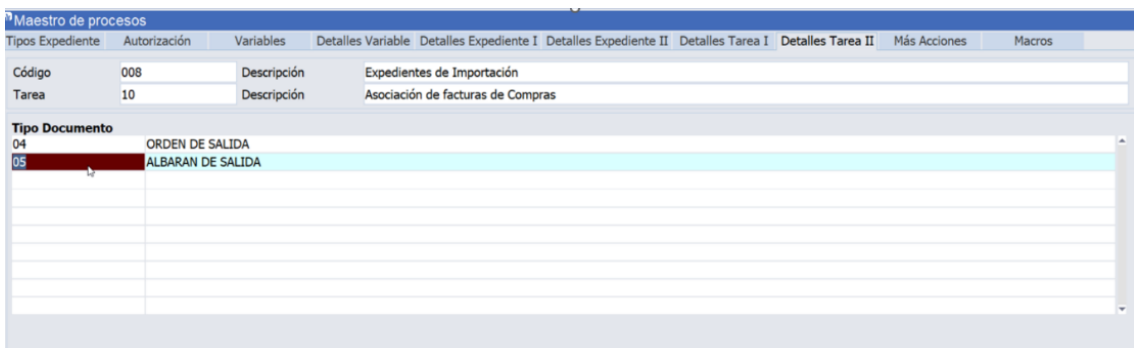 Maestro de procesos
Tipos Expediente Autorización Variables Detalles Variable Detalles Expediente I Detalles Expediente II Detalles Tarea I Detalles Tarea II Más Acciones Macros
Código 008 Descripción Expedientes de Importación
Tarea 10 Descripción Asociación de facturas de Compras
Tipo Documento
04 ORDEN DE SALIDA
05 ALBARAN DE SALIDA